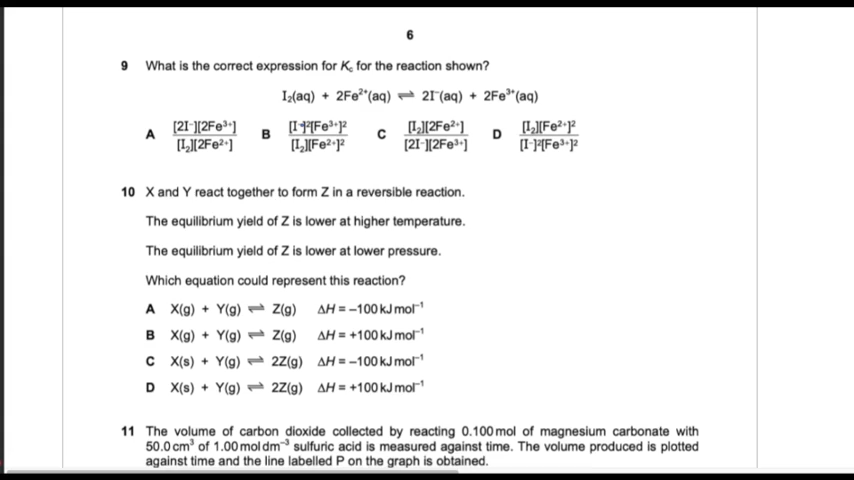 6
9 What is the correct expression for Kc for the reaction shown?
I₂(aq) + 2Fe²⁺(aq) ⇌ 2I⁻(aq) + 2Fe³⁺(aq)
A [2I⁻][2Fe³⁺] / [I₂][2Fe²⁺] B [I⁻]²[Fe³⁺]² / [I₂][Fe²⁺]² C [I₂][2Fe²⁺] / [2I⁻][2Fe³⁺] D [I₂][Fe²⁺]² / [I⁻]²[Fe³⁺]²
10 X and Y react together to form Z in a reversible reaction.
The equilibrium yield of Z is lower at higher temperature.
The equilibrium yield of Z is lower at lower pressure.
Which equation could represent this reaction?
A X(g) + Y(g) ⇌ Z(g) ΔH = –100 kJ mol⁻¹
B X(g) + Y(g) ⇌ Z(g) ΔH = +100 kJ mol⁻¹
C X(s) + Y(g) ⇌ 2Z(g) ΔH = –100 kJ mol⁻¹
D X(s) + Y(g) ⇌ 2Z(g) ΔH = +100 kJ mol⁻¹
11 The volume of carbon dioxide collected by reacting 0.100 mol of magnesium carbonate with
50.0 cm³ of 1.00 mol dm⁻³ sulfuric acid is measured against time. The volume produced is plotted
against time and the line labelled P on the graph is obtained.